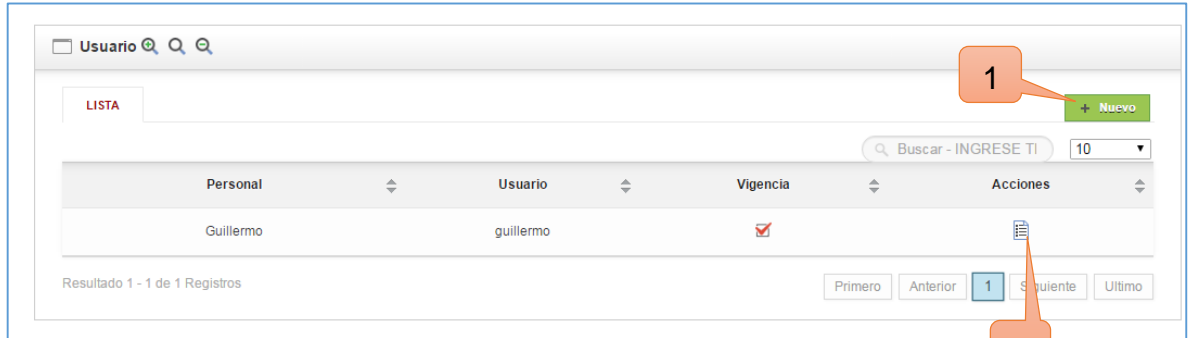 Usuario
1
LISTA
+ Nuevo
Buscar - INGRESE TI
10
Personal Usuario Vigencia Acciones
Guillermo guillermo
Resultado 1 - 1 de 1 Registros
Primero Anterior 1 Siguiente Ultimo